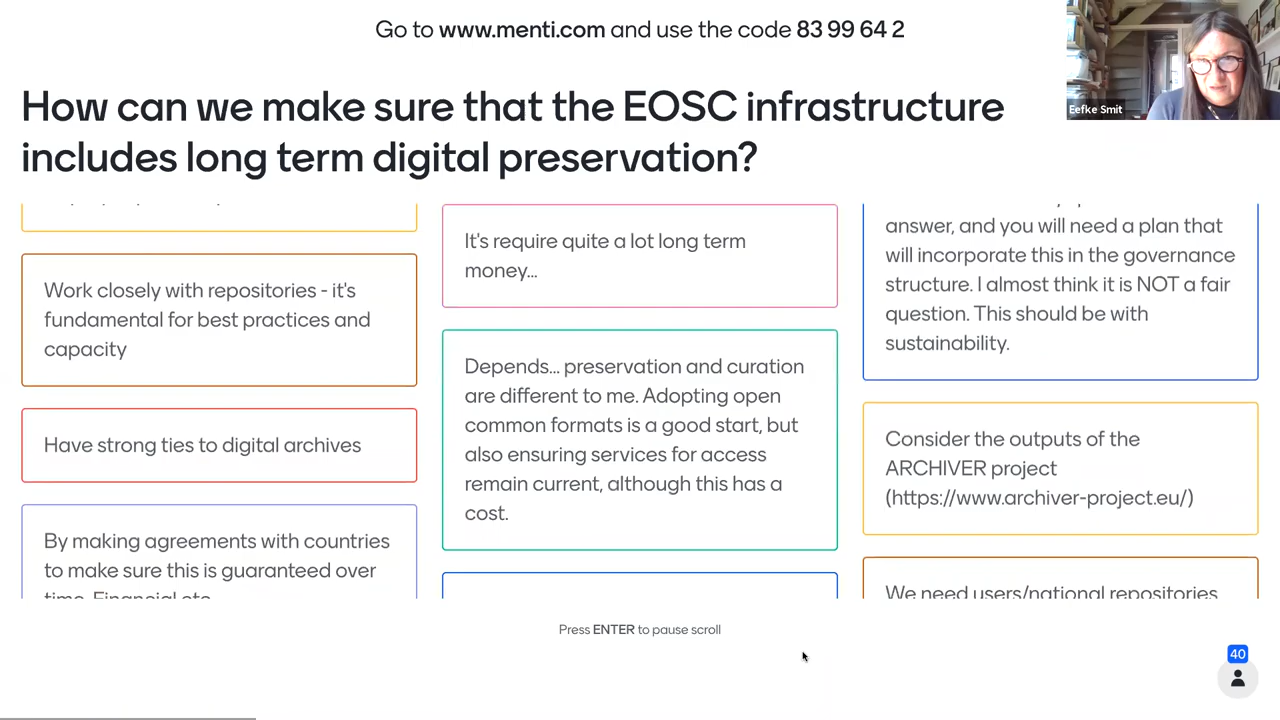 Go to www.menti.com and use the code 83 99 64 2
Eefke Smit
How can we make sure that the EOSC infrastructure
includes long term digital preservation?
Work closely with repositories - it's
fundamental for best practices and
capacity
Have strong ties to digital archives
By making agreements with countries
to make sure this is guaranteed over
time. Financial etc.
It's require quite a lot long term
money...
Depends... preservation and curation
are different to me. Adopting open
common formats is a good start, but
also ensuring services for access
remain current, although this has a
cost.
answer, and you will need a plan that
will incorporate this in the governance
structure. I almost think it is NOT a fair
question. This should be with
sustainability.
Consider the outputs of the
ARCHIVER project
(https://www.archiver-project.eu/)
We need users/national repositories
Press ENTER to pause scroll
40